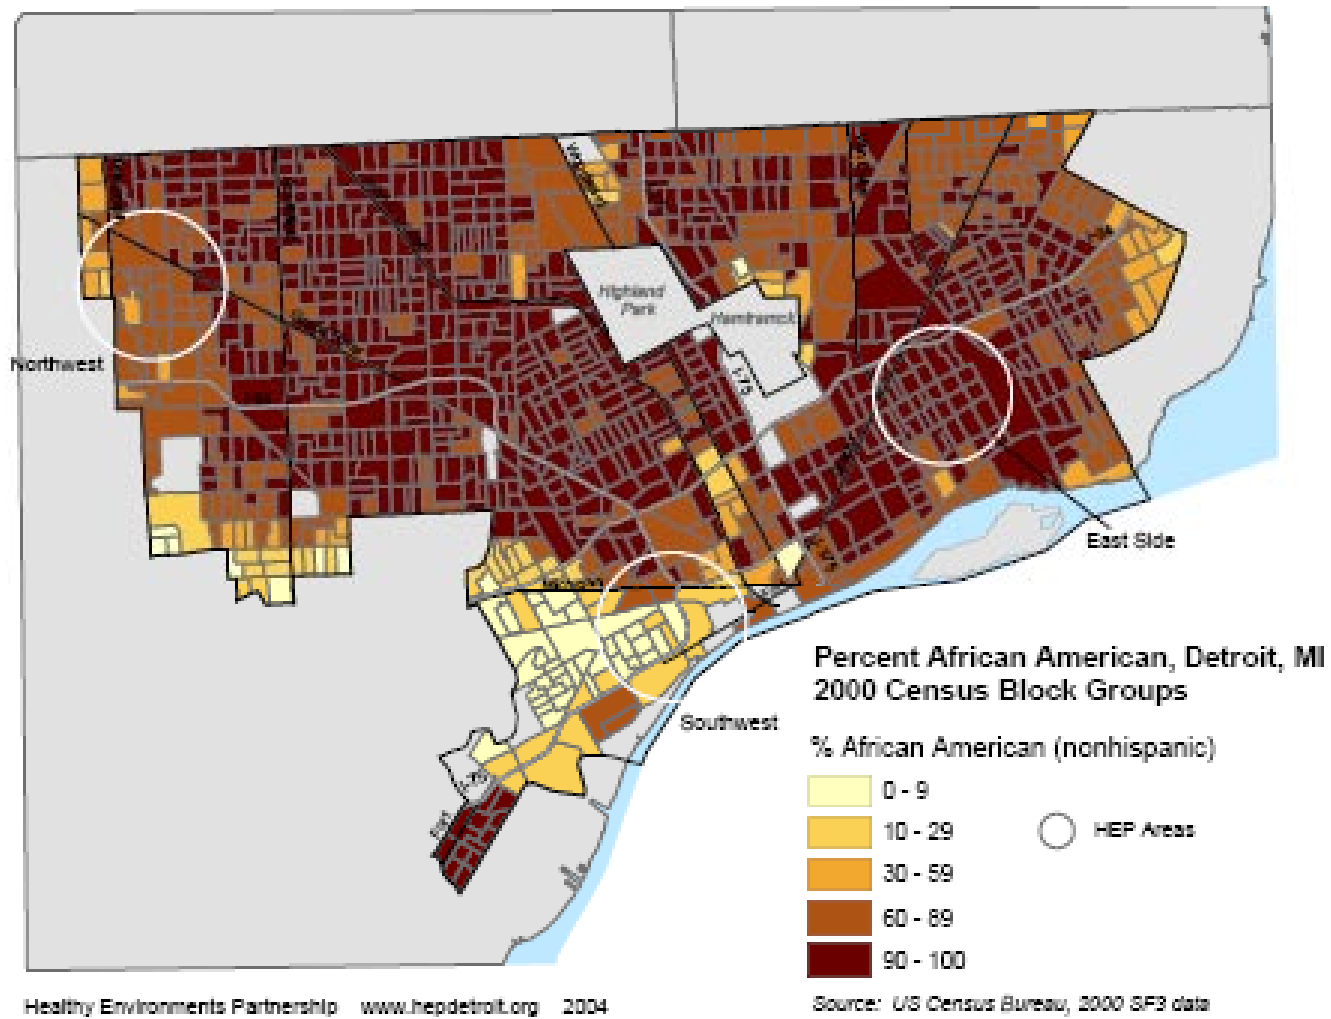 Highland
Park
Hamtramck
I-75
Northwest
East Side
Southwest
Percent African American, Detroit, MI
2000 Census Block Groups
% African American (nonhispanic)
0 - 9
10 - 29
HEP Areas
30 - 59
60 - 89
90 - 100
Healthy Environments Partnership www.hepdetroit.org 2004
Source: US Census Bureau, 2000 SF3 data